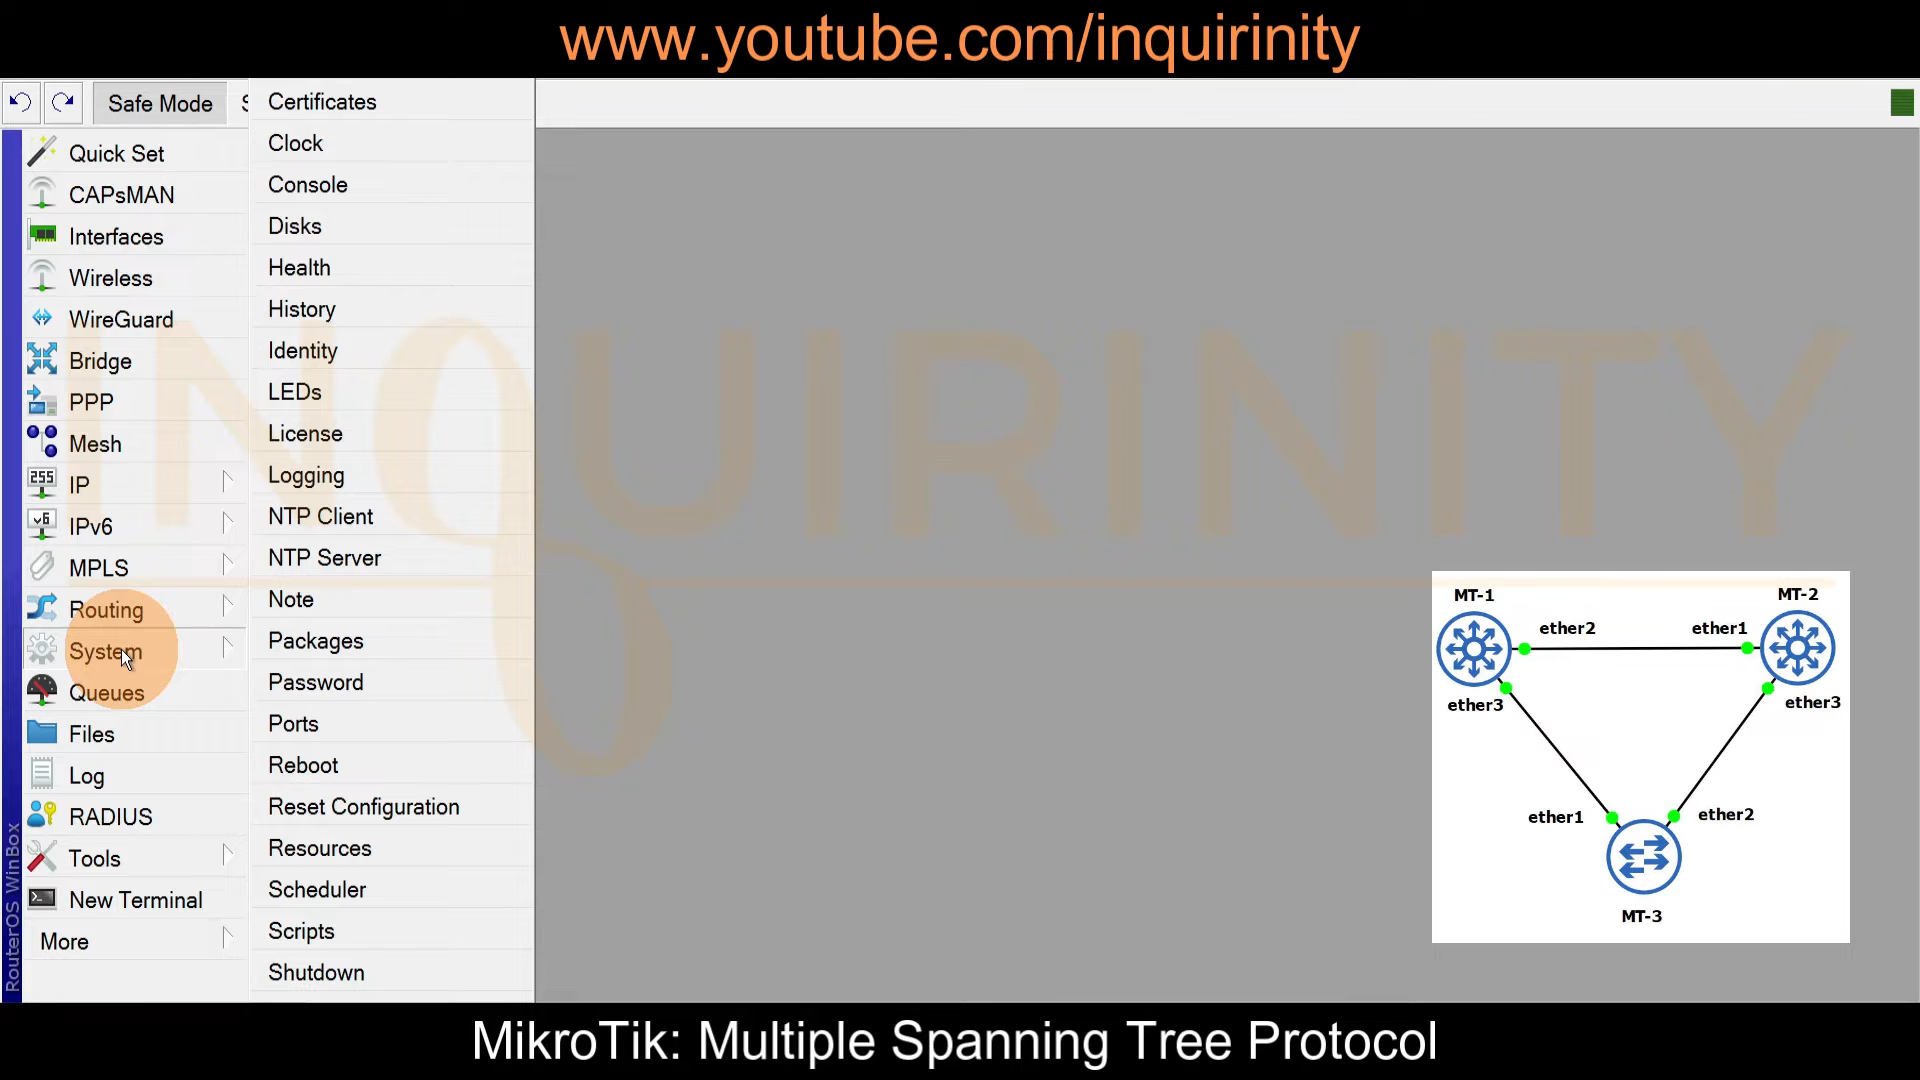 www.youtube.com/inquirinity
Safe Mode
Quick Set
CAPsMAN
Interfaces
Wireless
WireGuard
Bridge
PPP
Mesh
255
IP
v6
IPv6
MPLS
Routing
System
Queues
Files
Log
RADIUS
Tools
New Terminal
More
RouterOS WinBox
Certificates
Clock
Console
Disks
Health
History
Identity
LEDs
License
Logging
NTP Client
NTP Server
Note
Packages
Password
Ports
Reboot
Reset Configuration
Resources
Scheduler
Scripts
Shutdown
INQUIRINITY
MT-1
MT-2
ether2
ether1
ether3
ether3
ether1
ether2
MT-3
MikroTik: Multiple Spanning Tree Protocol